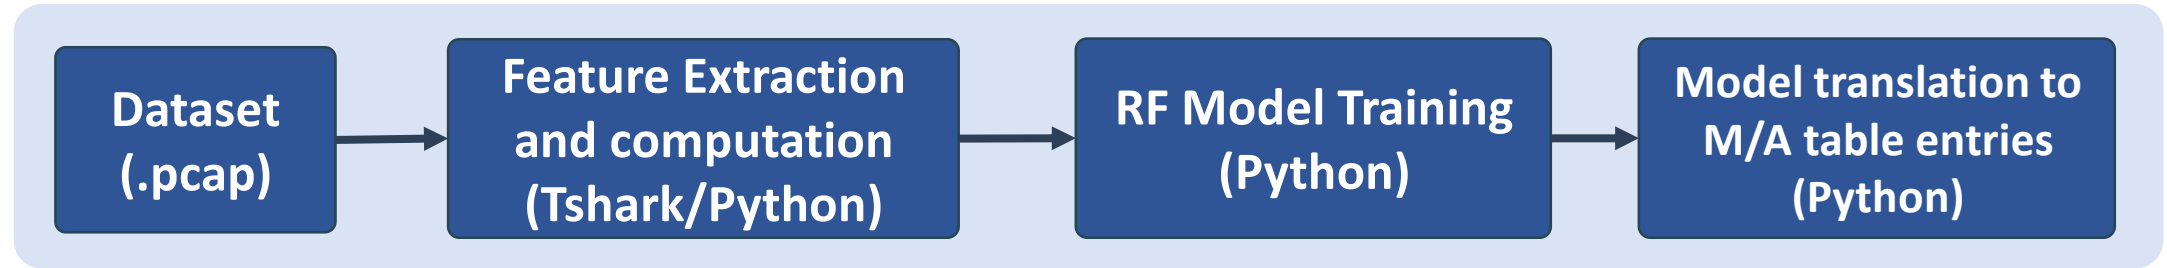 Dataset
(.pcap)
Feature Extraction
and computation
(Tshark/Python)
RF Model Training
(Python)
Model translation to
M/A table entries
(Python)